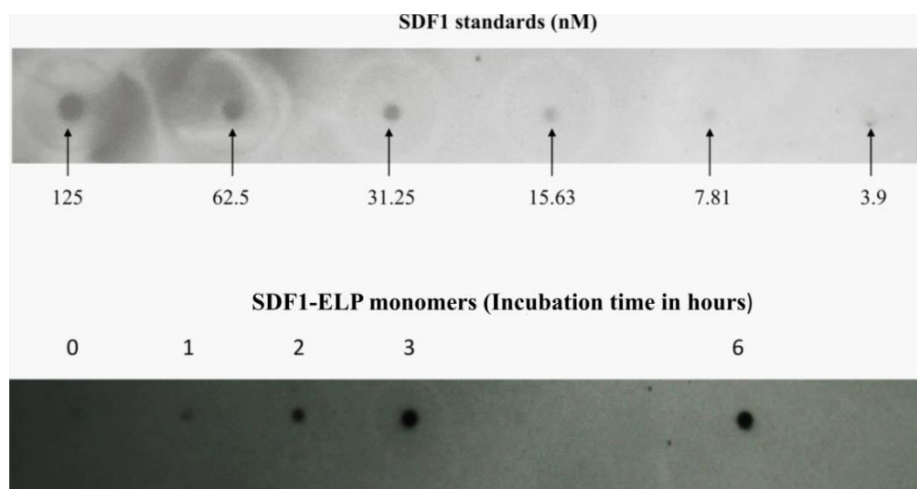 SDF1 standards (nM)
125 62.5 31.25 15.63 7.81 3.9
SDF1-ELP monomers (Incubation time in hours)
0 1 2 3 6